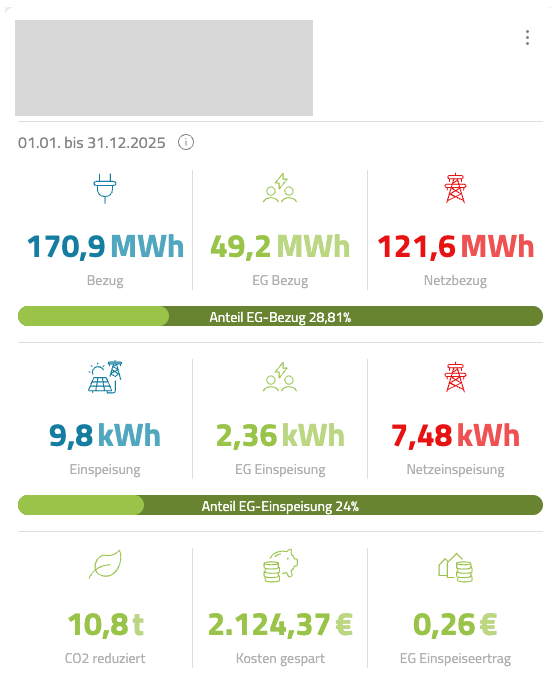 01.01. bis 31.12.2025
170,9 MWh 49,2 MWh 121,6 MWh
Bezug EG Bezug Netzbezug
Anteil EG-Bezug 28,81%
9,8 kWh 2,36 kWh 7,48 kWh
Einspeisung EG Einspeisung Netzeinspeisung
Anteil EG-Einspeisung 24%
10,8 t 2.124,37 € 0,26 €
CO2 reduziert Kosten gespart EG Einspeiseertrag